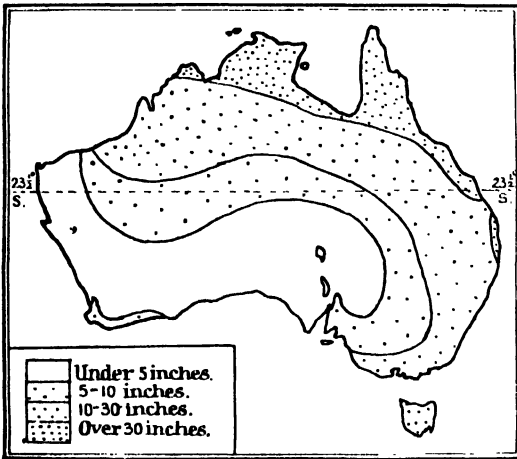 23½° 23½°
S. S.
Under 5 inches.
5-10 inches.
10-30 inches.
Over 30 inches.